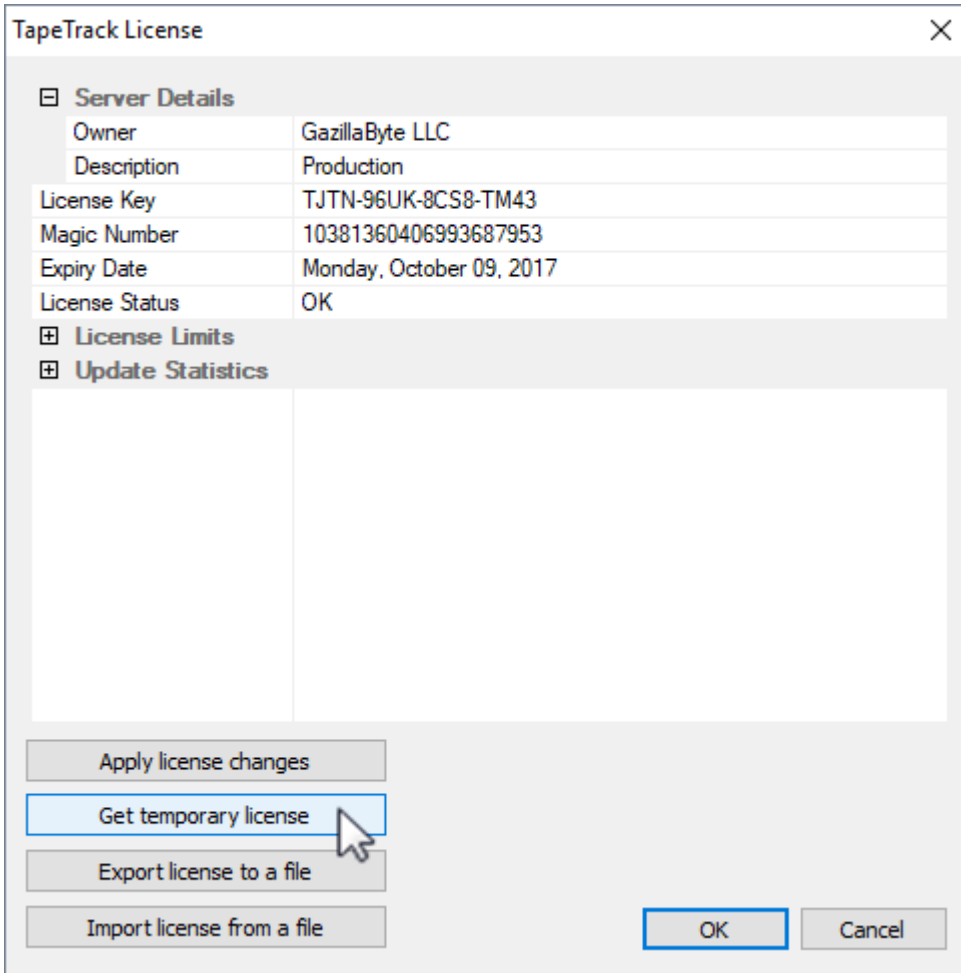 TapeTrack License
Server Details
Owner GazillaByte LLC
Description Production
License Key TJTN-96UK-8CS8-TM43
Magic Number 10381360406993687953
Expiry Date Monday, October 09, 2017
License Status OK
License Limits
Update Statistics
Apply license changes
Get temporary license
Export license to a file
Import license from a file
OK Cancel